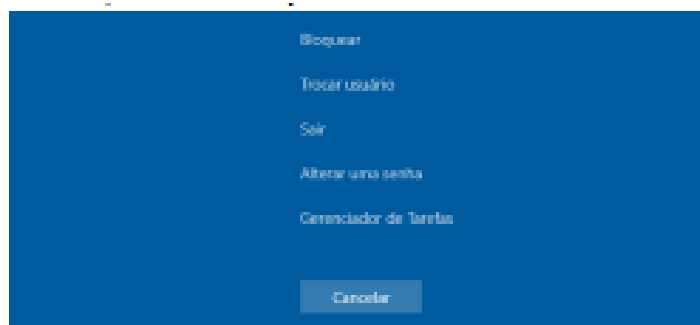 Bloquear
Trocar usuário
Sair
Alterar uma senha
Gerenciador de Tarefas
Cancelar